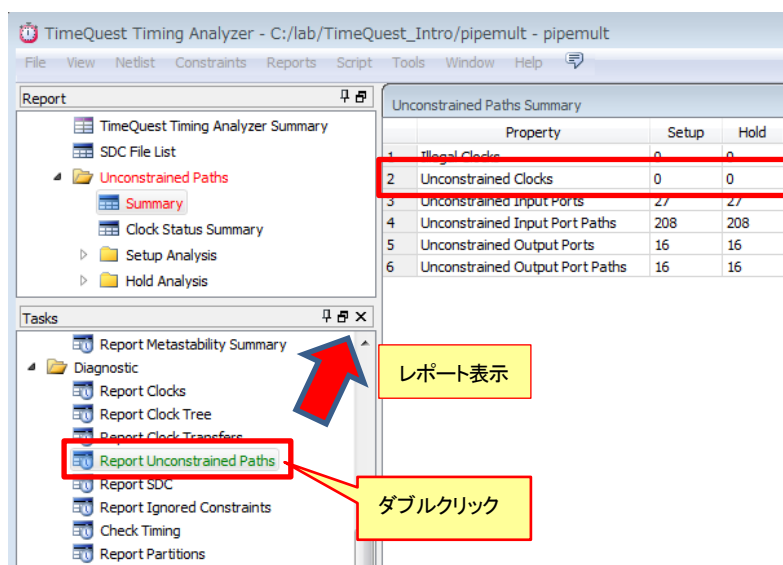 TimeQuest Timing Analyzer - C:/lab/TimeQuest_Intro/pipemult - pipemult
File View Netlist Constraints Reports Script Tools Window Help
Report
TimeQuest Timing Analyzer Summary
SDC File List
Unconstrained Paths
Summary
Clock Status Summary
Setup Analysis
Hold Analysis
Unconstrained Paths Summary
Property Setup Hold
1 Illegal Clocks 0 0
2 Unconstrained Clocks 0 0
3 Unconstrained Input Ports 27 27
4 Unconstrained Input Port Paths 208 208
5 Unconstrained Output Ports 16 16
6 Unconstrained Output Port Paths 16 16
Tasks
Report Metastability Summary
Diagnostic
Report Clocks
Report Clock Tree
Report Clock Transfers
Report Unconstrained Paths
Report SDC
Report Ignored Constraints
Check Timing
Report Partitions
レポート表示
ダブルクリック